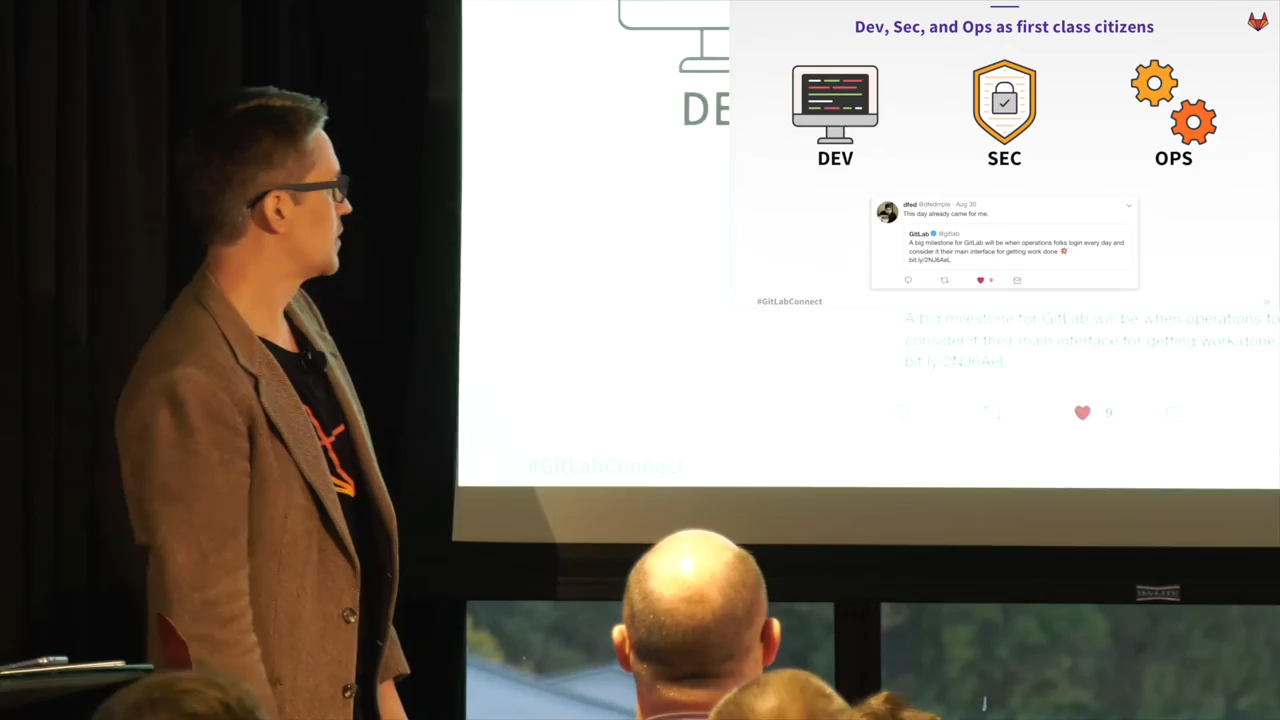 Dev, Sec, and Ops as first class citizens
DEV
SEC
OPS
dfed @dfedmpls · Aug 30
This day already came for me.
GitLab @gitlab
A big milestone for GitLab will be when operations folks login every day and
consider it their main interface for getting work done
bit.ly/2NJ6AeL
9
#GitLabConnect
DE
A big milestone for GitLab will be when operations fo
consider it their main interface for getting work done
bit.ly/2NJ6AeL
9
#GitLabConnect
DA-LITE